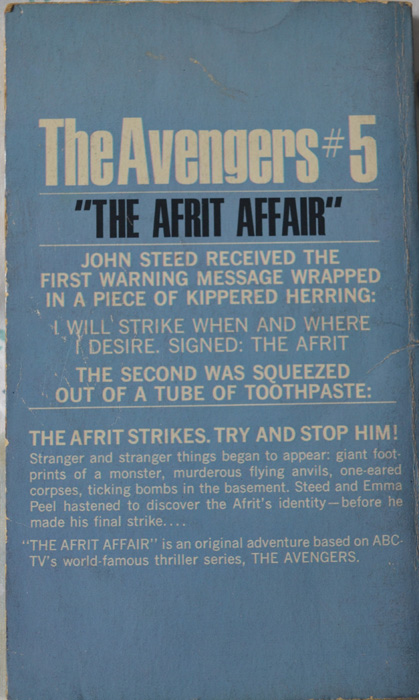 The Avengers #5
"THE AFRIT AFFAIR"
JOHN STEED RECEIVED THE
FIRST WARNING MESSAGE WRAPPED
IN A PIECE OF KIPPERED HERRING:
I WILL STRIKE WHEN AND WHERE
I DESIRE. SIGNED: THE AFRIT
THE SECOND WAS SQUEEZED
OUT OF A TUBE OF TOOTHPASTE:
THE AFRIT STRIKES. TRY AND STOP HIM!
Stranger and stranger things began to appear: giant foot-
prints of a monster, murderous flying anvils, one-eared
corpses, ticking bombs in the basement. Steed and Emma
Peel hastened to discover the Afrit's identity—before he
made his final strike....
"THE AFRIT AFFAIR" is an original adventure based on ABC-
TV's world-famous thriller series, THE AVENGERS.